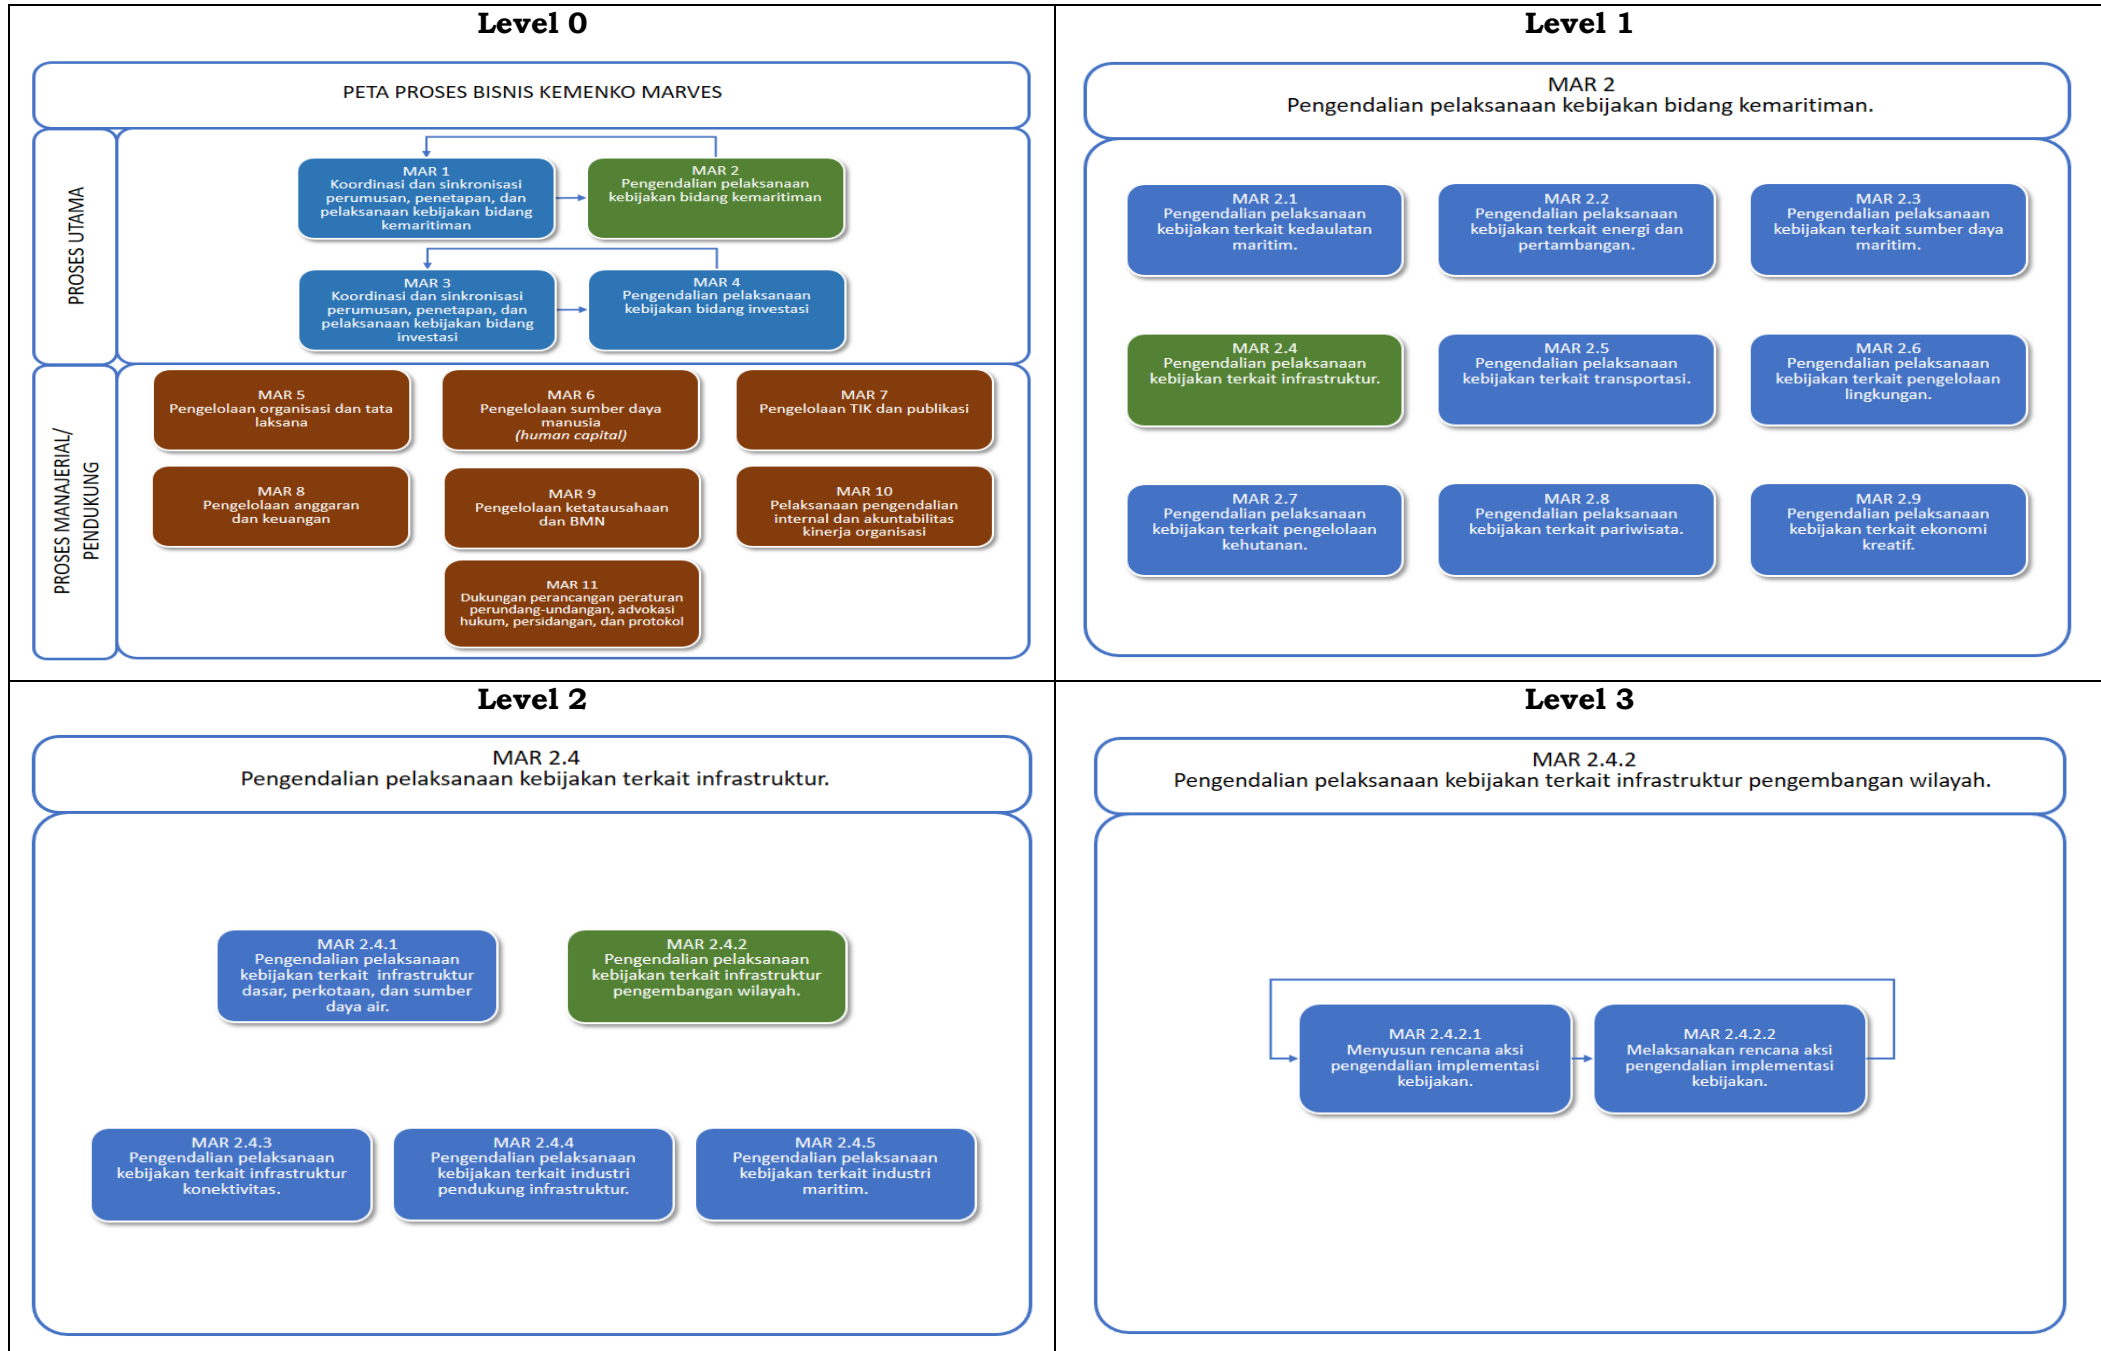 Level 0
PETA PROSES BISNIS KEMENKO MARVES
PROSES UTAMA
MAR 1
Koordinasi dan sinkronisasi
perumusan, penetapan, dan
pelaksanaan kebijakan bidang
kemaritiman
MAR 2
Pengendalian pelaksanaan
kebijakan bidang kemaritiman
MAR 3
Koordinasi dan sinkronisasi
perumusan, penetapan, dan
pelaksanaan kebijakan bidang
investasi
MAR 4
Pengendalian pelaksanaan
kebijakan bidang investasi
PROSES MANAJERIAL/
PENDUKUNG
MAR 5
Pengelolaan organisasi dan tata
laksana
MAR 6
Pengelolaan sumber daya
manusia
(human capital)
MAR 7
Pengelolaan TIK dan publikasi
MAR 8
Pengelolaan anggaran
dan keuangan
MAR 9
Pengelolaan ketatausahaan
dan BMN
MAR 10
Pelaksanaan pengendalian
internal dan akuntabilitas
kinerja organisasi
MAR 11
Dukungan perancangan peraturan
perundang-undangan, advokasi
hukum, persidangan, dan protokol
Level 1
MAR 2
Pengendalian pelaksanaan kebijakan bidang kemaritiman.
MAR 2.1
Pengendalian pelaksanaan
kebijakan terkait kedaulatan
maritim.
MAR 2.2
Pengendalian pelaksanaan
kebijakan terkait energi dan
pertambangan.
MAR 2.3
Pengendalian pelaksanaan
kebijakan terkait sumber daya
maritim.
MAR 2.4
Pengendalian pelaksanaan
kebijakan terkait infrastruktur.
MAR 2.5
Pengendalian pelaksanaan
kebijakan terkait transportasi.
MAR 2.6
Pengendalian pelaksanaan
kebijakan terkait pengelolaan
lingkungan.
MAR 2.7
Pengendalian pelaksanaan
kebijakan terkait pengelolaan
kehutanan.
MAR 2.8
Pengendalian pelaksanaan
kebijakan terkait pariwisata.
MAR 2.9
Pengendalian pelaksanaan
kebijakan terkait ekonomi
kreatif.
Level 2
MAR 2.4
Pengendalian pelaksanaan kebijakan terkait infrastruktur.
MAR 2.4.1
Pengendalian pelaksanaan
kebijakan terkait infrastruktur
dasar, perkotaan, dan sumber
daya air.
MAR 2.4.2
Pengendalian pelaksanaan
kebijakan terkait infrastruktur
pengembangan wilayah.
MAR 2.4.3
Pengendalian pelaksanaan
kebijakan terkait infrastruktur
konektivitas.
MAR 2.4.4
Pengendalian pelaksanaan
kebijakan terkait industri
pendukung infrastruktur.
MAR 2.4.5
Pengendalian pelaksanaan
kebijakan terkait industri
maritim.
Level 3
MAR 2.4.2
Pengendalian pelaksanaan kebijakan terkait infrastruktur pengembangan wilayah.
MAR 2.4.2.1
Menyusun rencana aksi
pengendalian implementasi
kebijakan.
MAR 2.4.2.2
Melaksanakan rencana aksi
pengendalian implementasi
kebijakan.